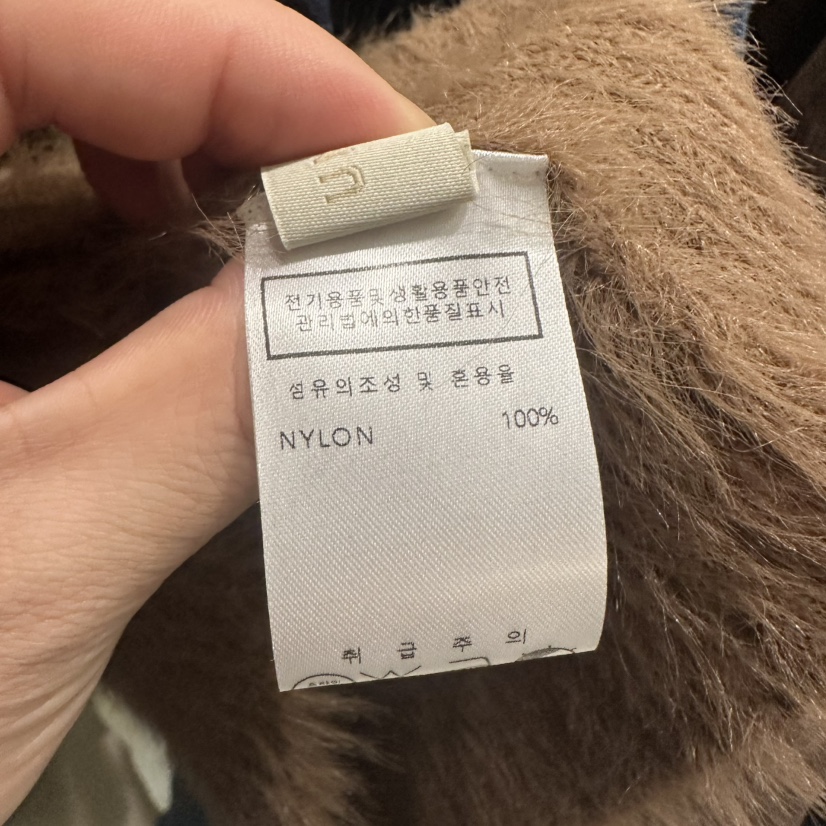 전기용품및생활용품안전
관리법에의한품질표시
섬유의조성 및 혼용율
NYLON 100%
취 급 주 의